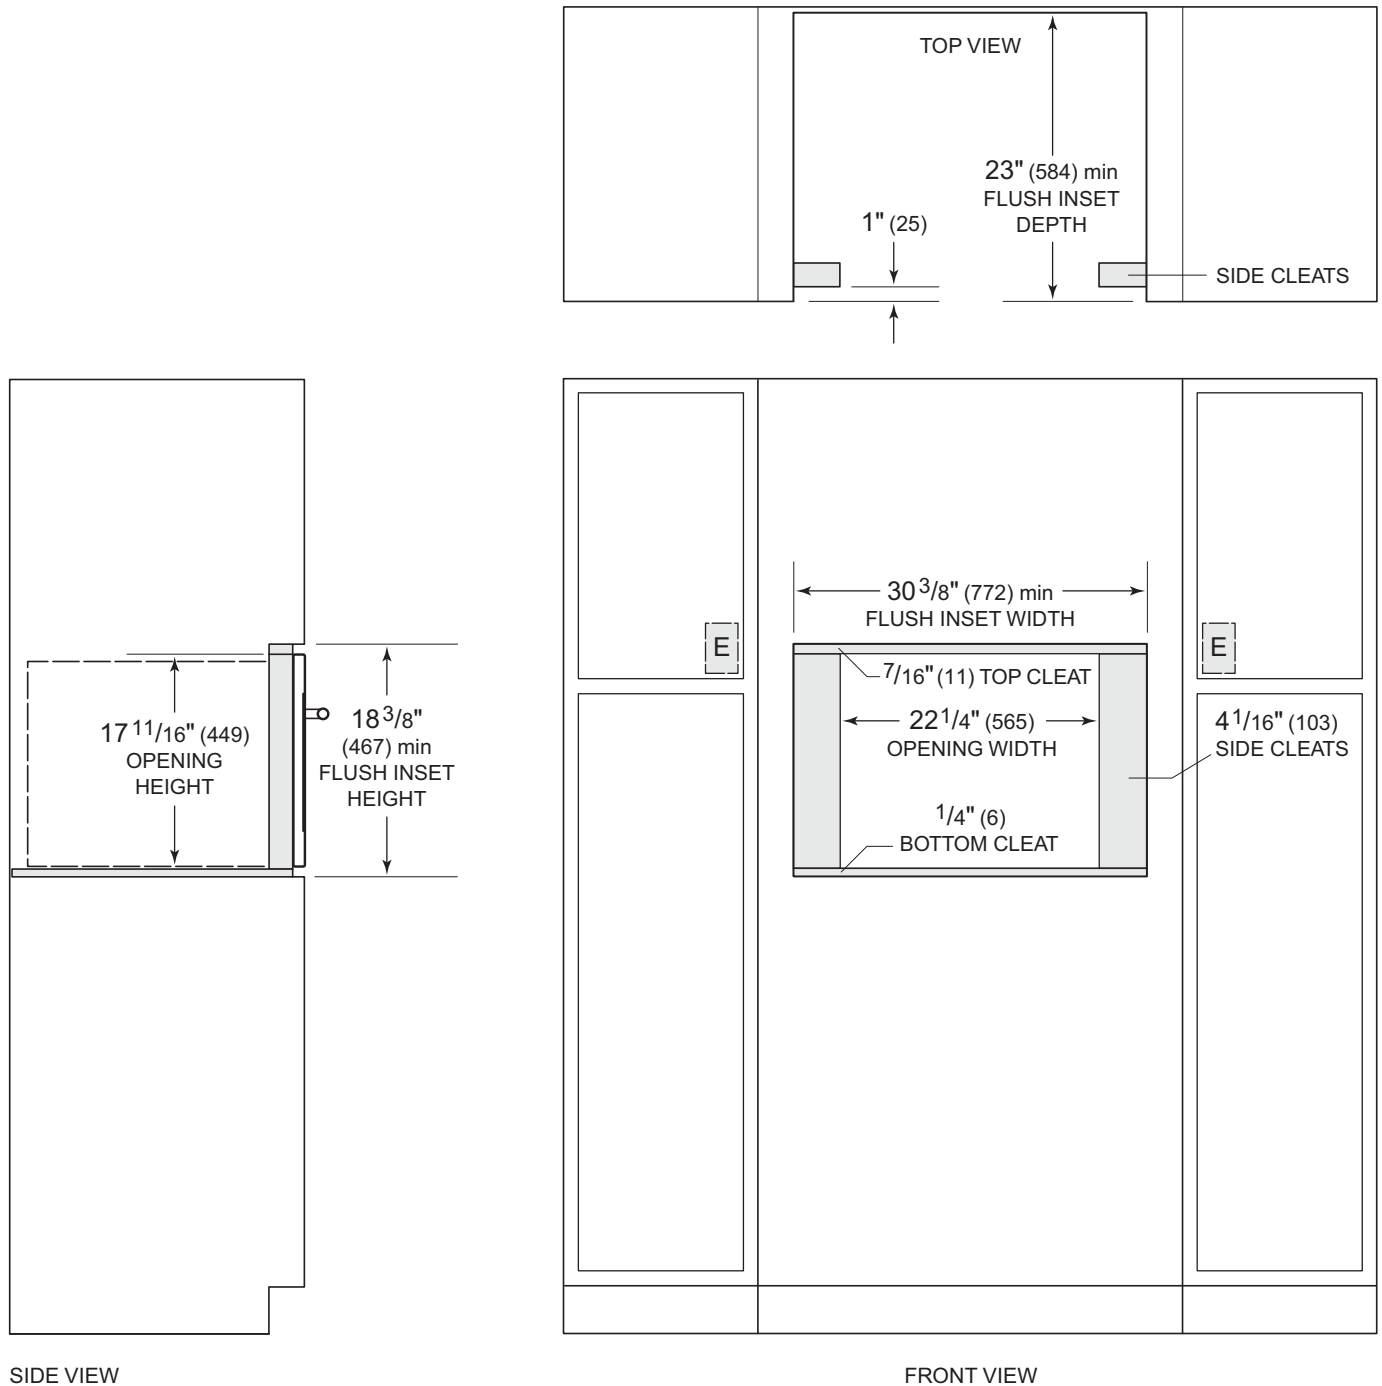 TOP VIEW
23" (584) min
FLUSH INSET
DEPTH
1" (25)
SIDE CLEATS
30 3/8" (772) min
FLUSH INSET WIDTH
E
E
7/16" (11) TOP CLEAT
17 11/16" (449)
OPENING
HEIGHT
18 3/8"
(467) min
FLUSH INSET
HEIGHT
22 1/4" (565)
OPENING WIDTH
4 1/16" (103)
SIDE CLEATS
1/4" (6)
BOTTOM CLEAT
SIDE VIEW
FRONT VIEW